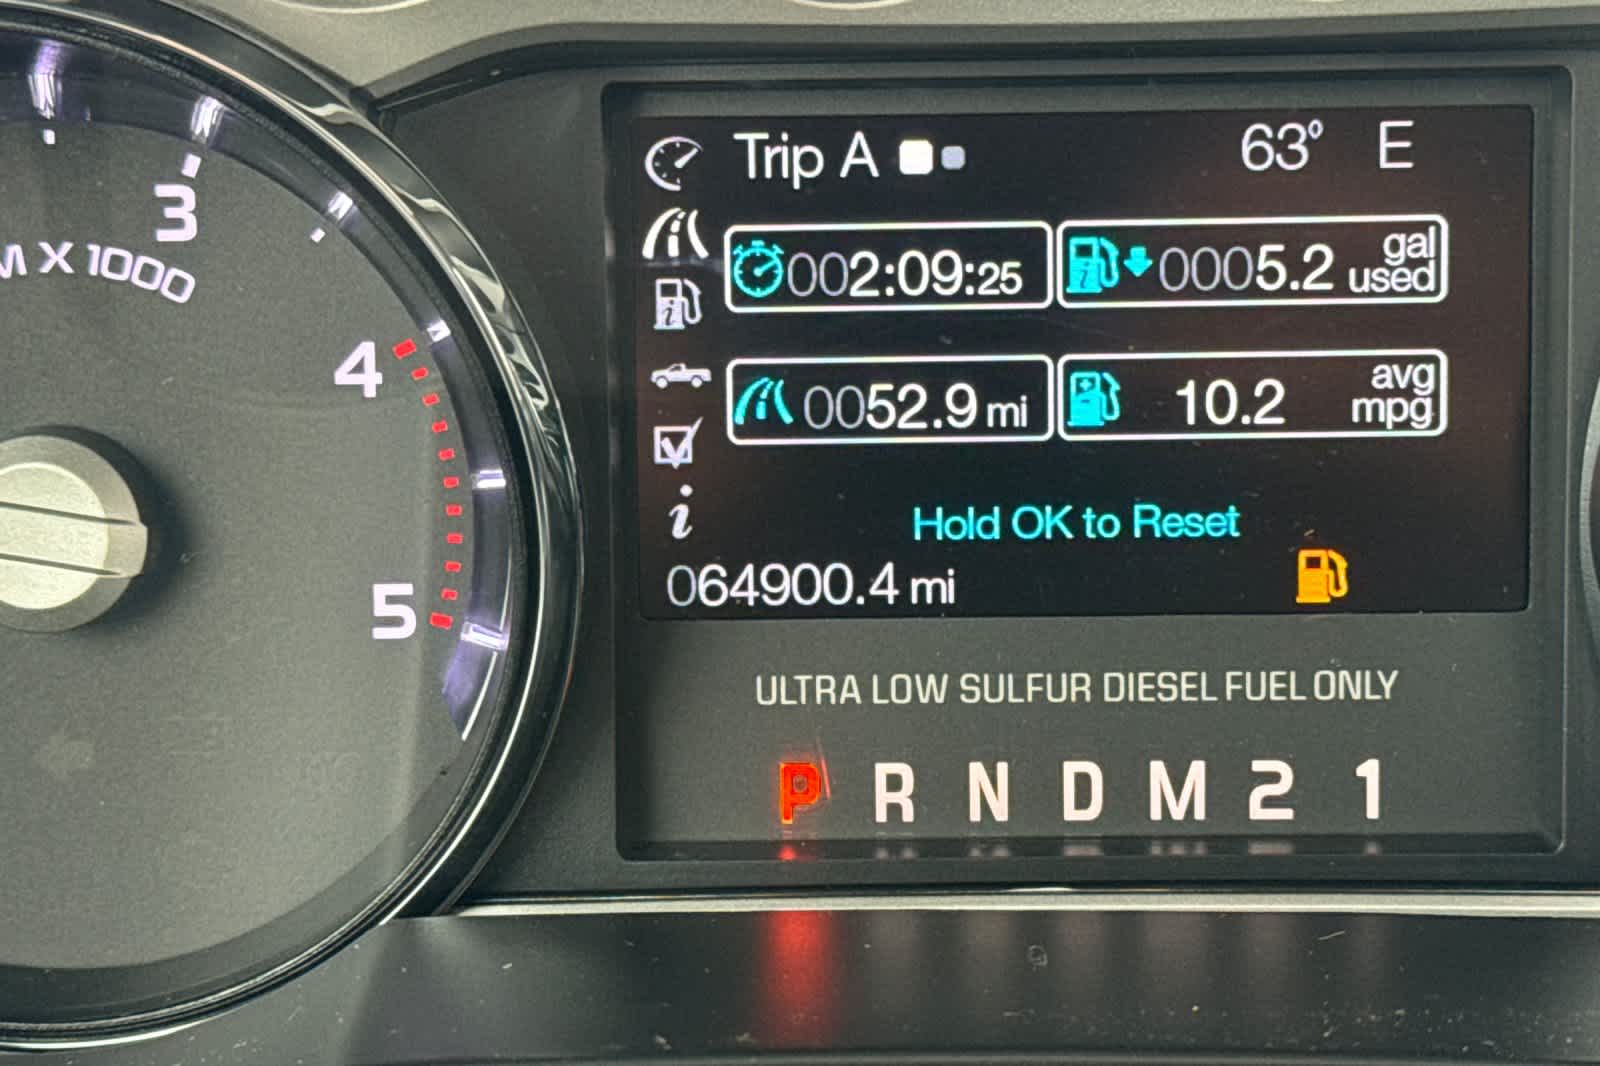 3
M X 1000
4
5
Trip A 63° E
002:09:25 0005.2 gal used
0052.9 mi 10.2 avg mpg
Hold OK to Reset
064900.4 mi
ULTRA LOW SULFUR DIESEL FUEL ONLY
P R N D M 2 1